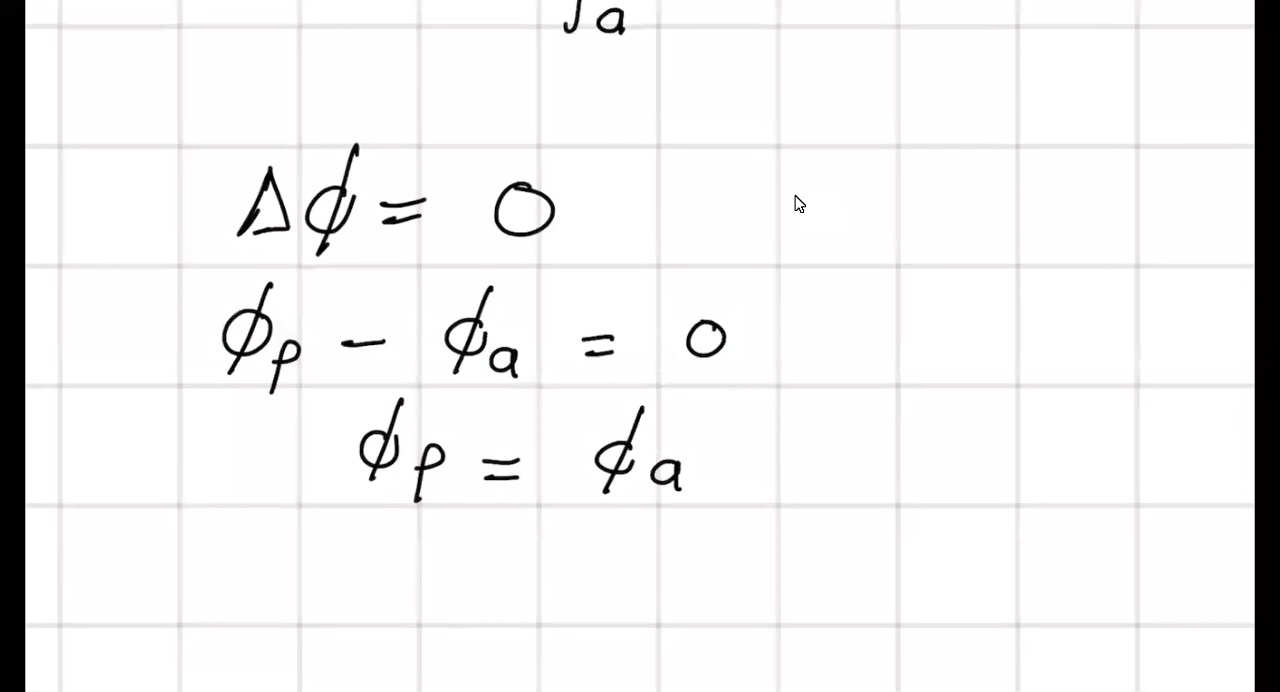 ∫a
Δϕ = 0
ϕp − ϕa = 0
ϕp = ϕa